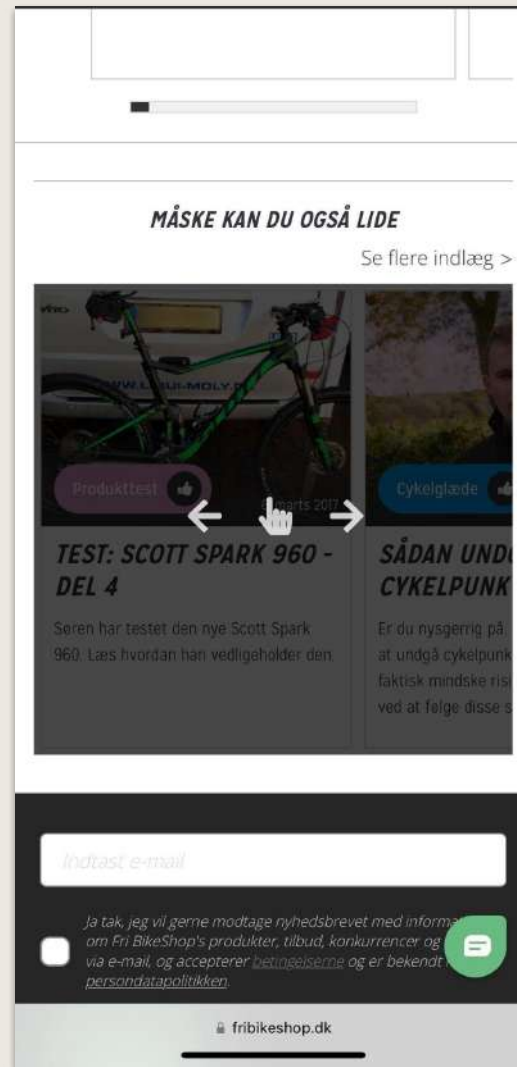 MÅSKE KAN DU OGSÅ LIDE
Se flere indlæg >
Produkttest
marts 2017
Cykelglæde
TEST: SCOTT SPARK 960 -
DEL 4
Søren har testet den nye Scott Spark
960. Læs hvordan han vedligeholder den.
SÅDAN UND
CYKELPUNK
Er du nysgerrig på,
at undgå cykelpunk
faktisk mindske risi
ved at følge disse s
Indtast e-mail
Ja tak, jeg vil gerne modtage nyhedsbrevet med informa
om Fri BikeShop's produkter, tilbud, konkurrencer og
via e-mail, og accepterer betingelserne og er bekendt
persondatapolitikken.
fribikeshop.dk